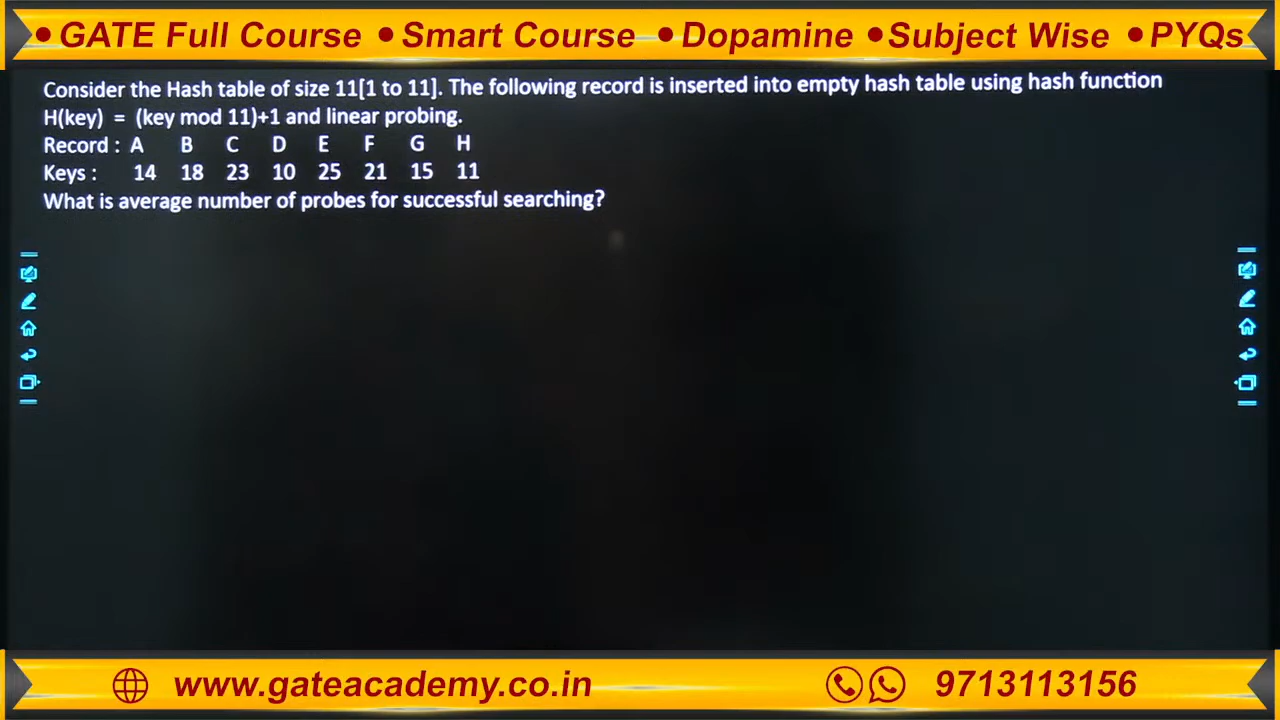 • GATE Full Course • Smart Course • Dopamine • Subject Wise • PYQs
Consider the Hash table of size 11[1 to 11]. The following record is inserted into empty hash table using hash function
H(key) = (key mod 11)+1 and linear probing.
Record : A B C D E F G H
Keys : 14 18 23 10 25 21 15 11
What is average number of probes for successful searching?
www.gateacademy.co.in 9713113156